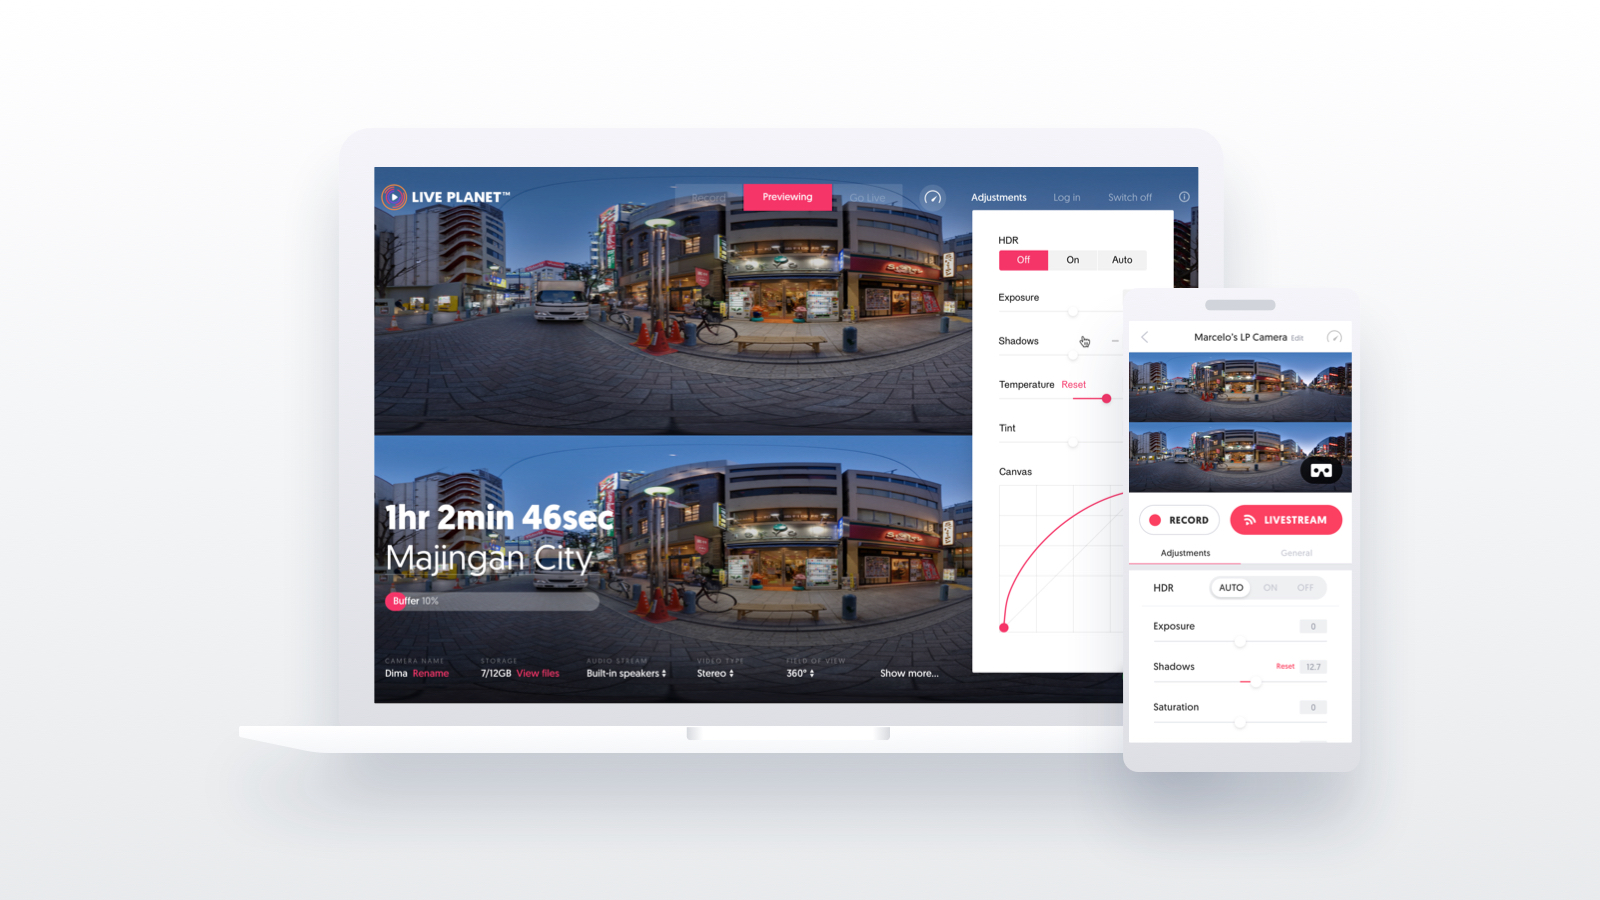 LIVE PLANET™
Record
Previewing
Go Live
Adjustments
Log in
Switch off
HDR
Off
On
Auto
Exposure
Shadows
Temperature Reset
Tint
Canvas
1hr 2min 46sec
Majingan City
Buffer 10%
CAMERA NAME
Dima Rename
STORAGE
7/12GB View files
AUDIO STREAM
Built-in speakers
VIDEO TYPE
Stereo
FIELD OF VIEW
360°
Show more...
Marcelo's LP Camera Edit
RECORD
LIVESTREAM
Adjustments
General
HDR
AUTO
ON
OFF
Exposure
0
Shadows
Reset
12.7
Saturation
0